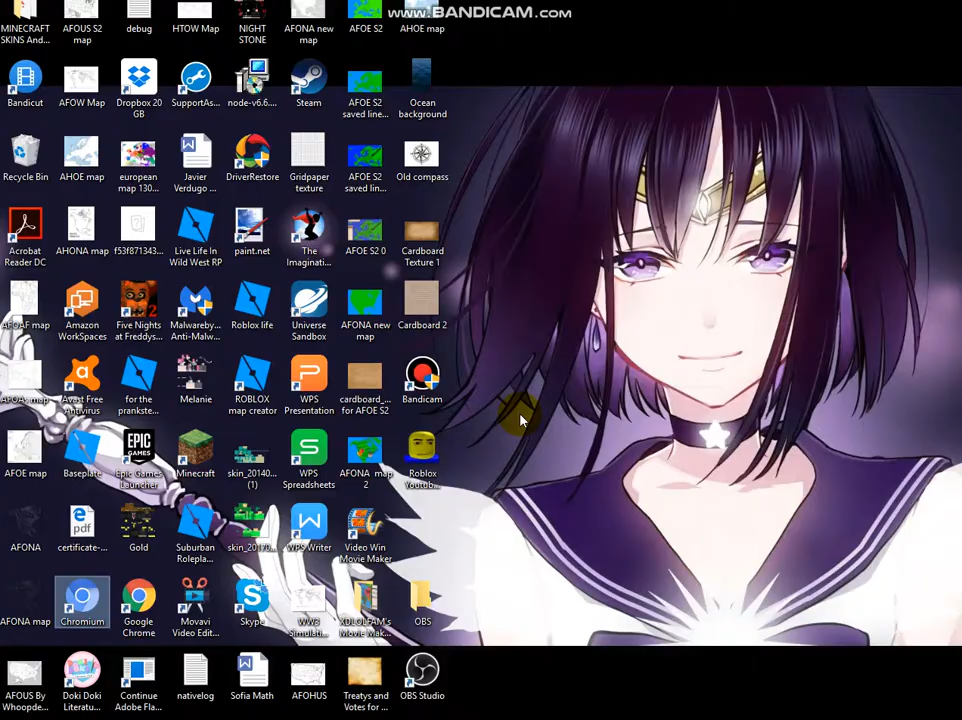 www.BANDICAM.com
MINECRAFT
SKINS And...
AFOUS S2
map
debug
HTOW Map
NIGHT
STONE
AFONA new
map
AFOE S2
AHOE map
Bandicut
AFOW Map
Dropbox 20
GB
SupportAs...
node-v6.6....
Steam
AFOE S2
saved line...
Ocean
background
Recycle Bin
AHOE map
european
map 130...
Javier
Verdugo ...
DriverRestore
Gridpaper
texture
AFOE S2
saved lin...
Old compass
Acrobat
Reader DC
AHONA map
f53f871343...
Live Life In
Wild West RP
paint.net
The
Imaginati...
AFOE S2 0
Cardboard
Texture 1
AFOAF map
Amazon
WorkSpaces
Five Nights
at Freddys...
Malwareby...
Anti-Malw...
Roblox life
Universe
Sandbox
AFONA new
map
Cardboard 2
Avast Free
Antivirus
for the
prankste...
Melanie
ROBLOX
map creator
WPS
Presentation
cardboard_...
for AFOE S2
Bandicam
AFOE map
Baseplate
EPIC
GAMES
Epic Games
Launcher
Minecraft
skin_20140...
(1)
WPS
Spreadsheets
AFONA map
2
Roblox
Youtub...
AFONA
pdf
certificate-...
Gold
Suburban
Rolepla...
skin_20170...
WPS Writer
Video Win
Movie Maker
AFONA map
Chromium
Google
Chrome
Movavi
Video Edit...
Skype
WW3
Simulati...
XDLOLFAM's
Movie Mak...
OBS
AFOUS By
Whoopde...
Doki Doki
Literatu...
Continue
Adobe Fla...
nativelog
Sofia Math
AFOHUS
Treatys and
Votes for ...
OBS Studio